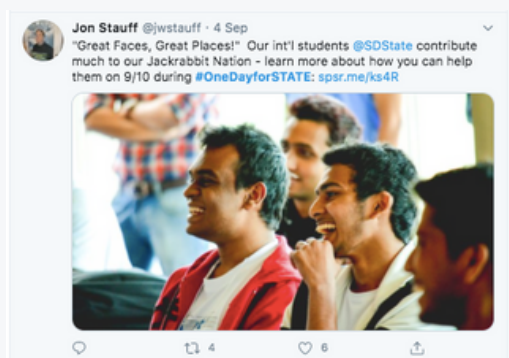 Jon Stauff @jwstauff · 4 Sep
"Great Faces, Great Places!"  Our int'l students @SDState contribute
much to our Jackrabbit Nation - learn more about how you can help
them on 9/10 during #OneDayforSTATE: spsr.me/ks4R
4 6